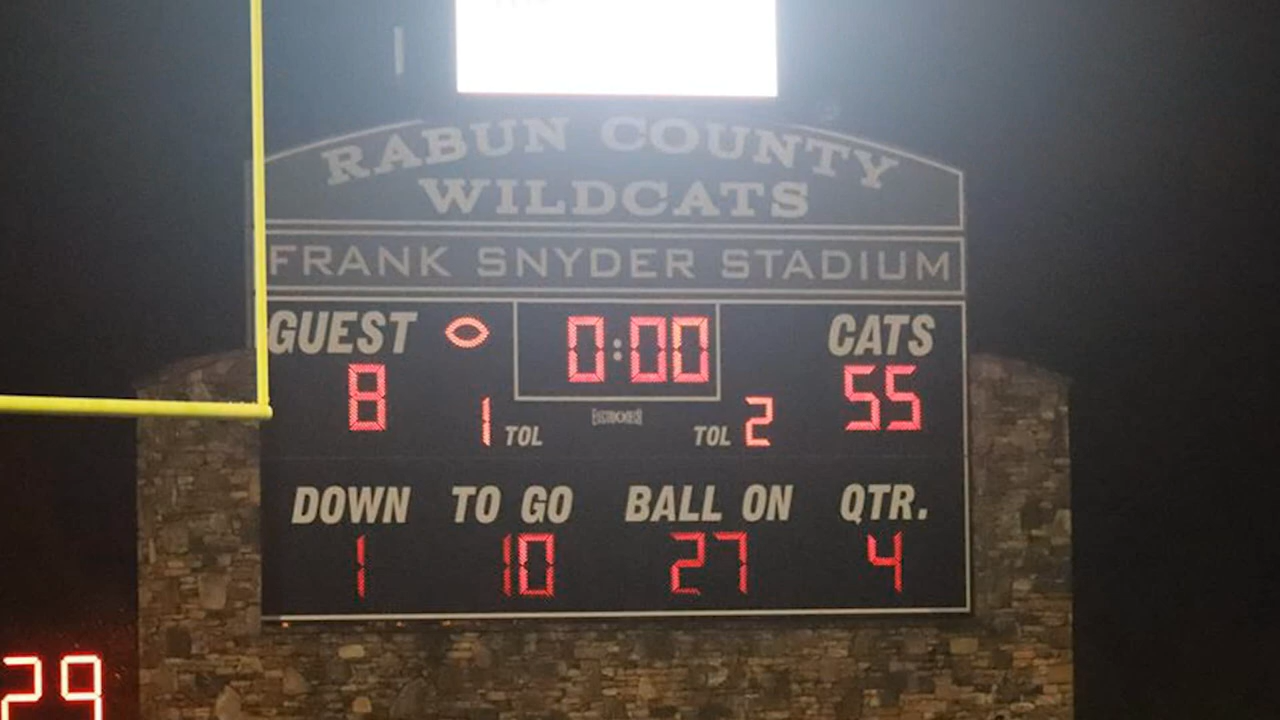 RABUN COUNTY
WILDCATS
FRANK SNYDER STADIUM
GUEST 0:00 CATS
8 1 TOL TOL 2 55
DOWN TO GO BALL ON QTR.
1 10 27 4
29